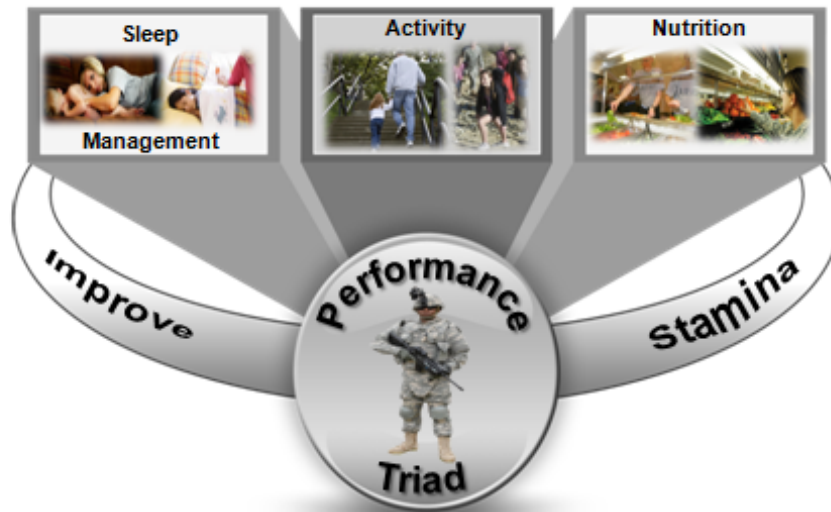 Sleep
Management
Activity
Nutrition
Improve
Stamina
Performance
Triad